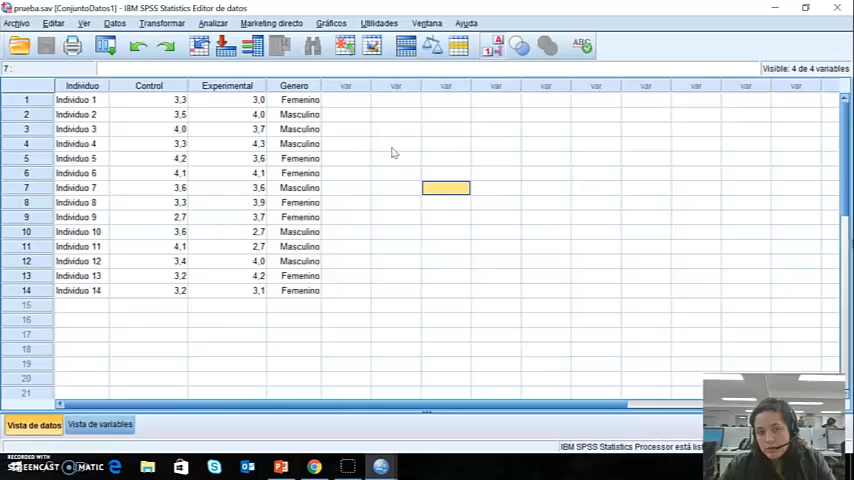 prueba.sav [ConjuntoDatos1] - IBM SPSS Statistics Editor de datos
Archivo Editar Ver Datos Transformar Analizar Marketing directo Gráficos Utilidades Ventana Ayuda
7 :
Visible: 4 de 4 variables
Individuo Control Experimental Genero var var var var var var var var var var
1 Individuo 1 3,3 3,0 Femenino
2 Individuo 2 3,5 4,0 Masculino
3 Individuo 3 4,0 3,7 Masculino
4 Individuo 4 3,3 4,3 Masculino
5 Individuo 5 4,2 3,6 Femenino
6 Individuo 6 4,1 4,1 Femenino
7 Individuo 7 3,6 3,6 Masculino
8 Individuo 8 3,3 3,9 Femenino
9 Individuo 9 2,7 3,7 Femenino
10 Individuo 10 3,6 2,7 Masculino
11 Individuo 11 4,1 2,7 Masculino
12 Individuo 12 3,4 4,0 Masculino
13 Individuo 13 3,2 4,2 Femenino
14 Individuo 14 3,2 3,1 Femenino
15
16
17
18
19
20
21
Vista de datos Vista de variables
IBM SPSS Statistics Processor está list
RECORDED WITH
SCREENCAST MATIC